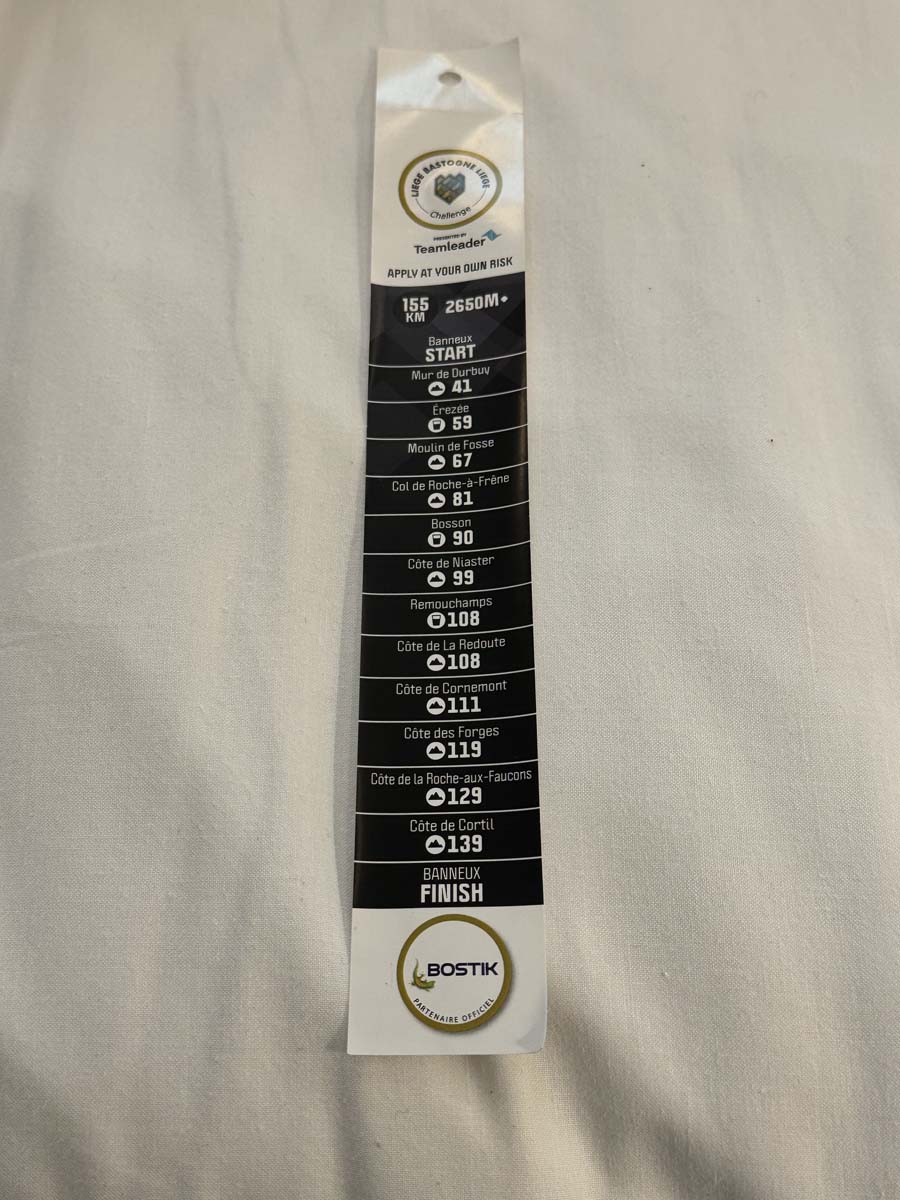 LIEGE BASTOGNE LIEGE
Challenge
PRESENTED BY
Teamleader
APPLY AT YOUR OWN RISK
155 2650M+
KM
Banneux
START
Mur de Durbuy
41
Érezée
59
Moulin de Fosse
67
Col de Roche-à-Frêne
81
Bosson
90
Côte de Niaster
99
Remouchamps
108
Côte de La Redoute
108
Côte de Cornemont
111
Côte des Forges
119
Côte de la Roche-aux-Faucons
129
Côte de Cortil
139
BANNEUX
FINISH
BOSTIK
PARTENAIRE OFFICIEL